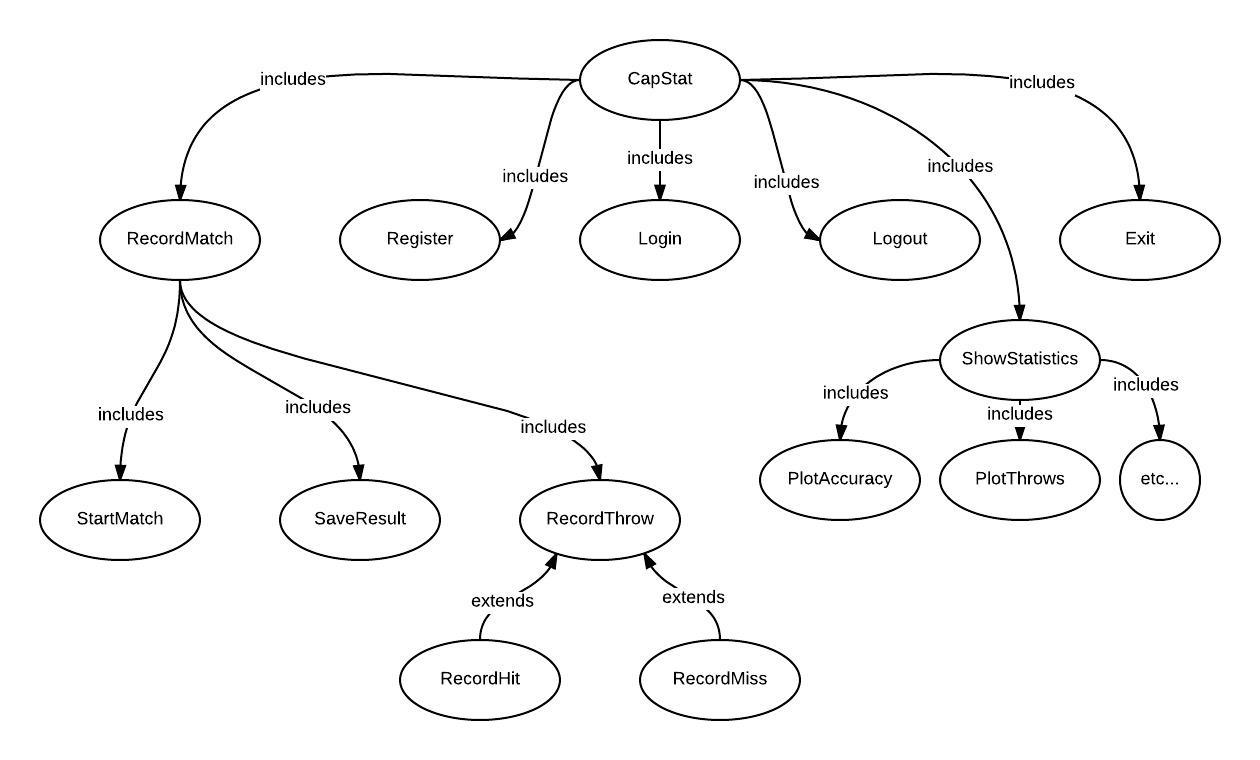 CapStat
includes
includes
includes
includes
includes
includes
RecordMatch
Register
Login
Logout
Exit
ShowStatistics
includes
includes
includes
includes
includes
includes
PlotAccuracy
PlotThrows
etc...
StartMatch
SaveResult
RecordThrow
extends
extends
RecordHit
RecordMiss